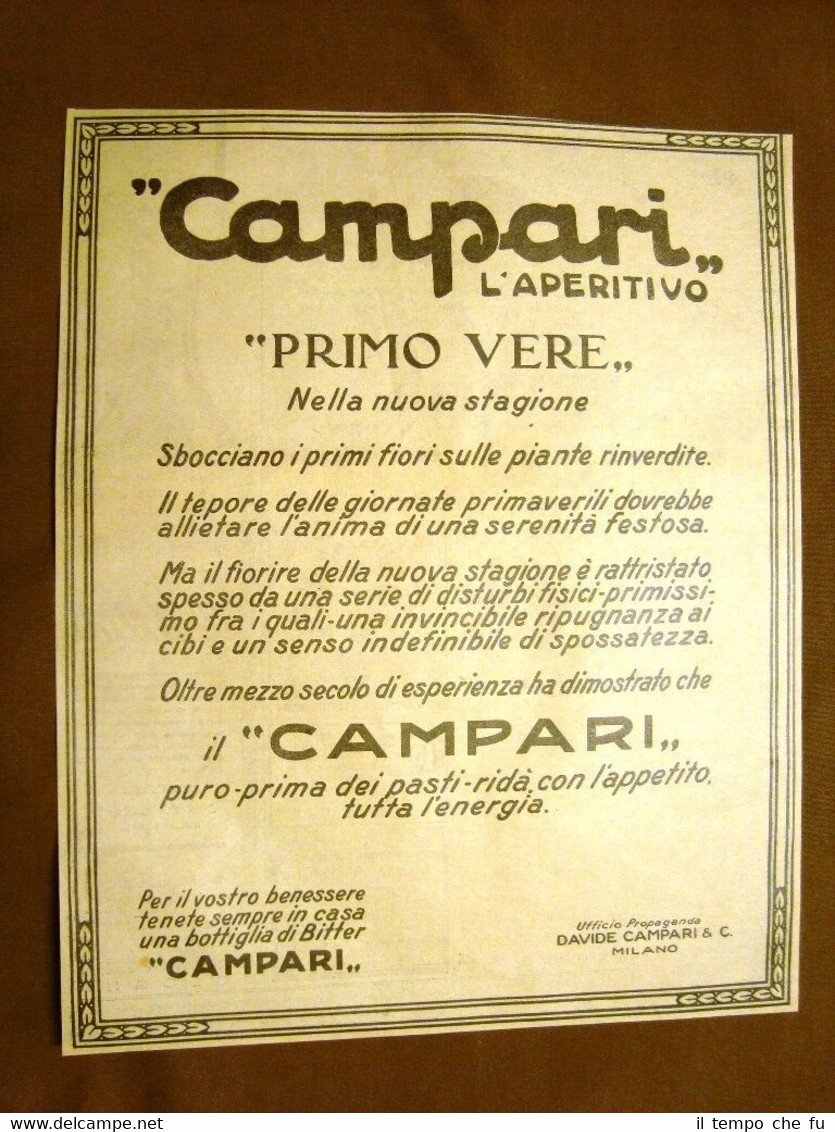 "Campari„
L'APERITIVO
"PRIMO VERE„
Nella nuova stagione
Sbocciano i primi fiori sulle piante rinverdite.
Il tepore delle giornate primaverili dovrebbe
allietare l'anima di una serenità festosa.
Ma il fiorire della nuova stagione è rattristato
spesso da una serie di disturbi fisici-primissi-
mo fra i quali-una invincibile ripugnanza ai
cibi e un senso indefinibile di spossatezza.
Oltre mezzo secolo di esperienza ha dimostrato che
il "CAMPARI„
puro-prima dei pasti-ridà, con l'appetito,
tutta l'energia.
Per il vostro benessere
tenete sempre in casa
una bottiglia di Bitter
"CAMPARI„
Ufficio Propaganda
DAVIDE CAMPARI & C.
MILANO
www.maremagnum.com
il tempo che fu